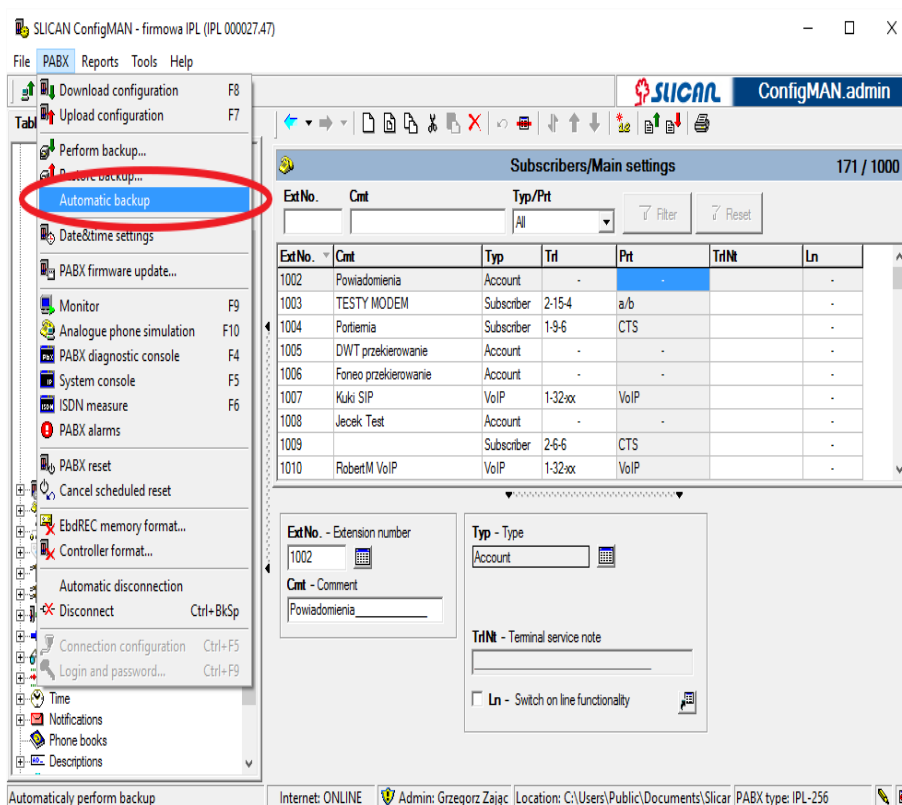 SLICAN ConfigMAN - firmowa IPL (IPL 000027.47)
File PABX Reports Tools Help
SLICAN ConfigMAN.admin
Download configuration F8
Upload configuration F7
Perform backup...
Restore backup...
Automatic backup
Date&time settings
PABX firmware update...
Monitor F9
Analogue phone simulation F10
PABX diagnostic console F4
System console F5
ISDN measure F6
PABX alarms
PABX reset
Cancel scheduled reset
EbdREC memory format...
Controller format...
Automatic disconnection
Disconnect Ctrl+BkSp
Connection configuration Ctrl+F5
Login and password... Ctrl+F9
Time
Notifications
Phone books
Descriptions
Subscribers/Main settings 171 / 1000
ExtNo. Cmt Typ/Prt
All Filter Reset
ExtNo. Cmt Typ Trl Prt TrlNt Ln
1002 Powiadomienia Account - - -
1003 TESTY MODEM Subscriber 2-15-4 a/b -
1004 Portiernia Subscriber 1-9-6 CTS -
1005 DWT przekierowanie Account - - -
1006 Foneo przekierowanie Account - - -
1007 Kuki SIP VoIP 1-32-xx VoIP -
1008 Jecek Test Account - - -
1009 Subscriber 2-6-6 CTS -
1010 RobertM VoIP VoIP 1-32-xx VoIP -
ExtNo. - Extension number
1002
Cmt - Comment
Powiadomienia
Typ - Type
Account
TrlNt - Terminal service note
Ln - Switch on line functionality
Automaticaly perform backup Internet: ONLINE Admin: Grzegorz Zając Location: C:\Users\Public\Documents\Slican PABX type: IPL-256